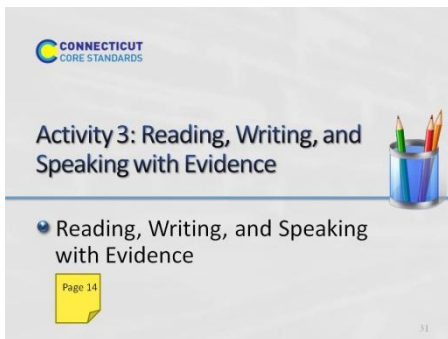 CONNECTICUT
CORE STANDARDS
Activity 3: Reading, Writing, and
Speaking with Evidence
Reading, Writing, and Speaking
with Evidence
Page 14
31